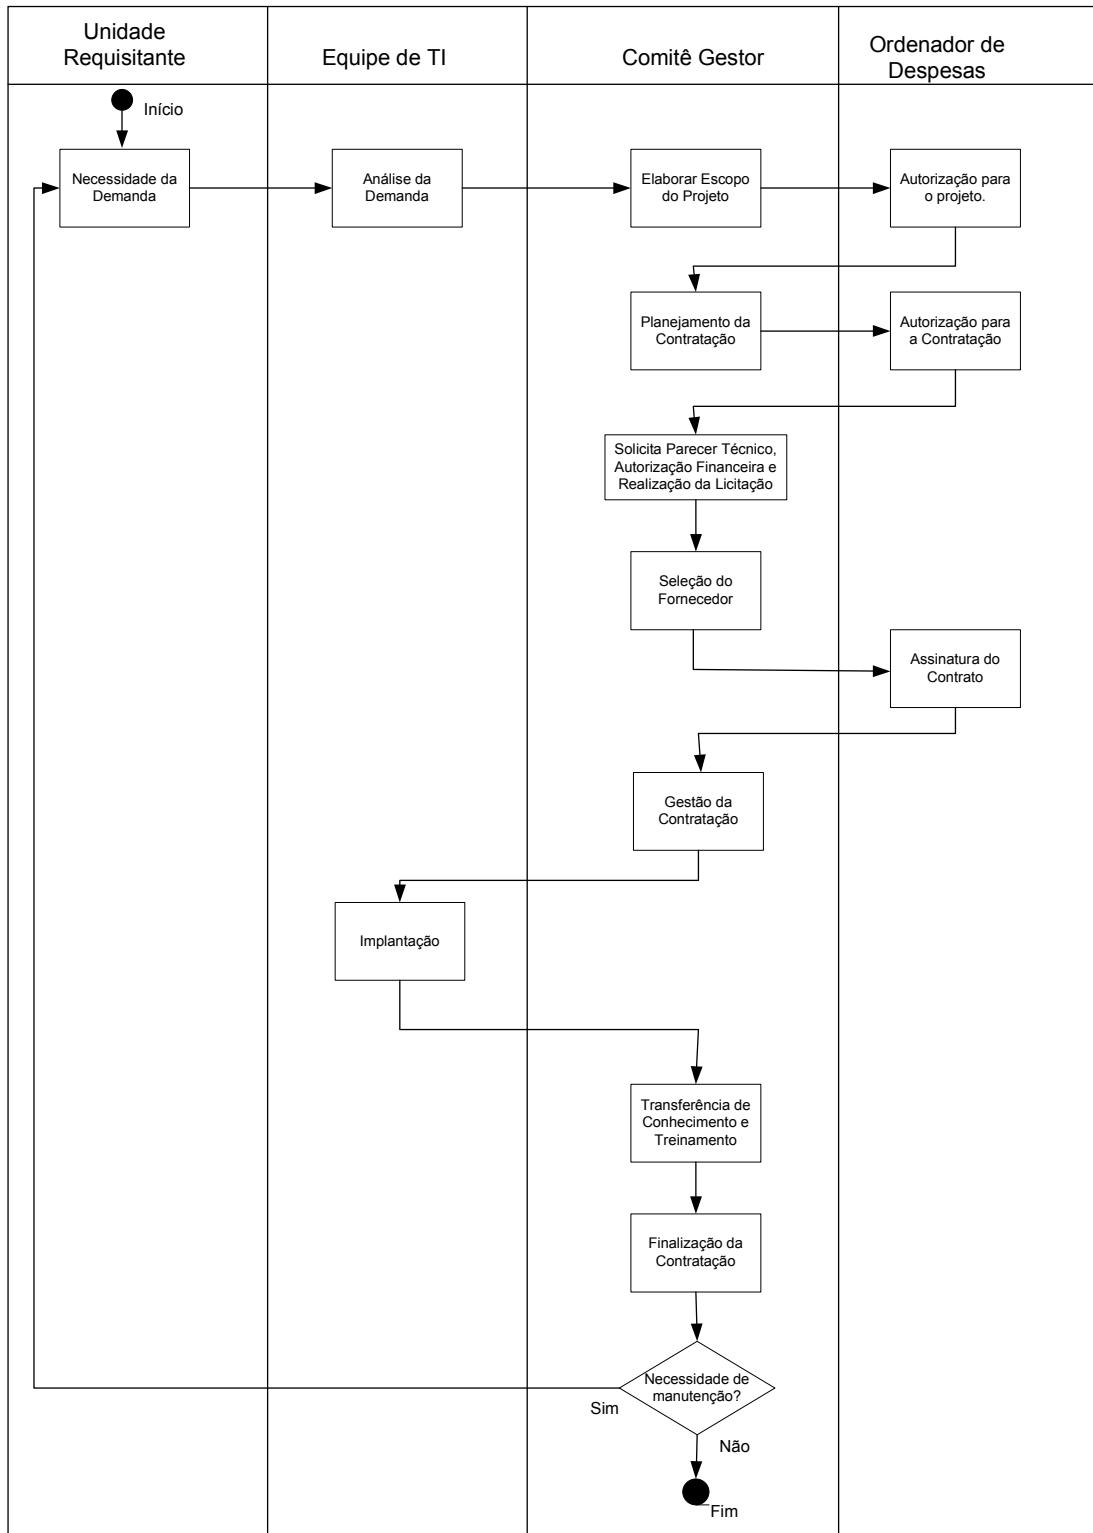 Unidade
Requisitante
Equipe de TI
Comitê Gestor
Ordenador de
Despesas
Início
Necessidade da
Demanda
Análise da
Demanda
Elaborar Escopo
do Projeto
Autorização para
o projeto.
Planejamento da
Contratação
Autorização para
a Contratação
Solicita Parecer Técnico,
Autorização Financeira e
Realização da Licitação
Seleção do
Fornecedor
Assinatura do
Contrato
Gestão da
Contratação
Implantação
Transferência de
Conhecimento e
Treinamento
Finalização da
Contratação
Necessidade de
manutenção?
Sim
Não
Fim